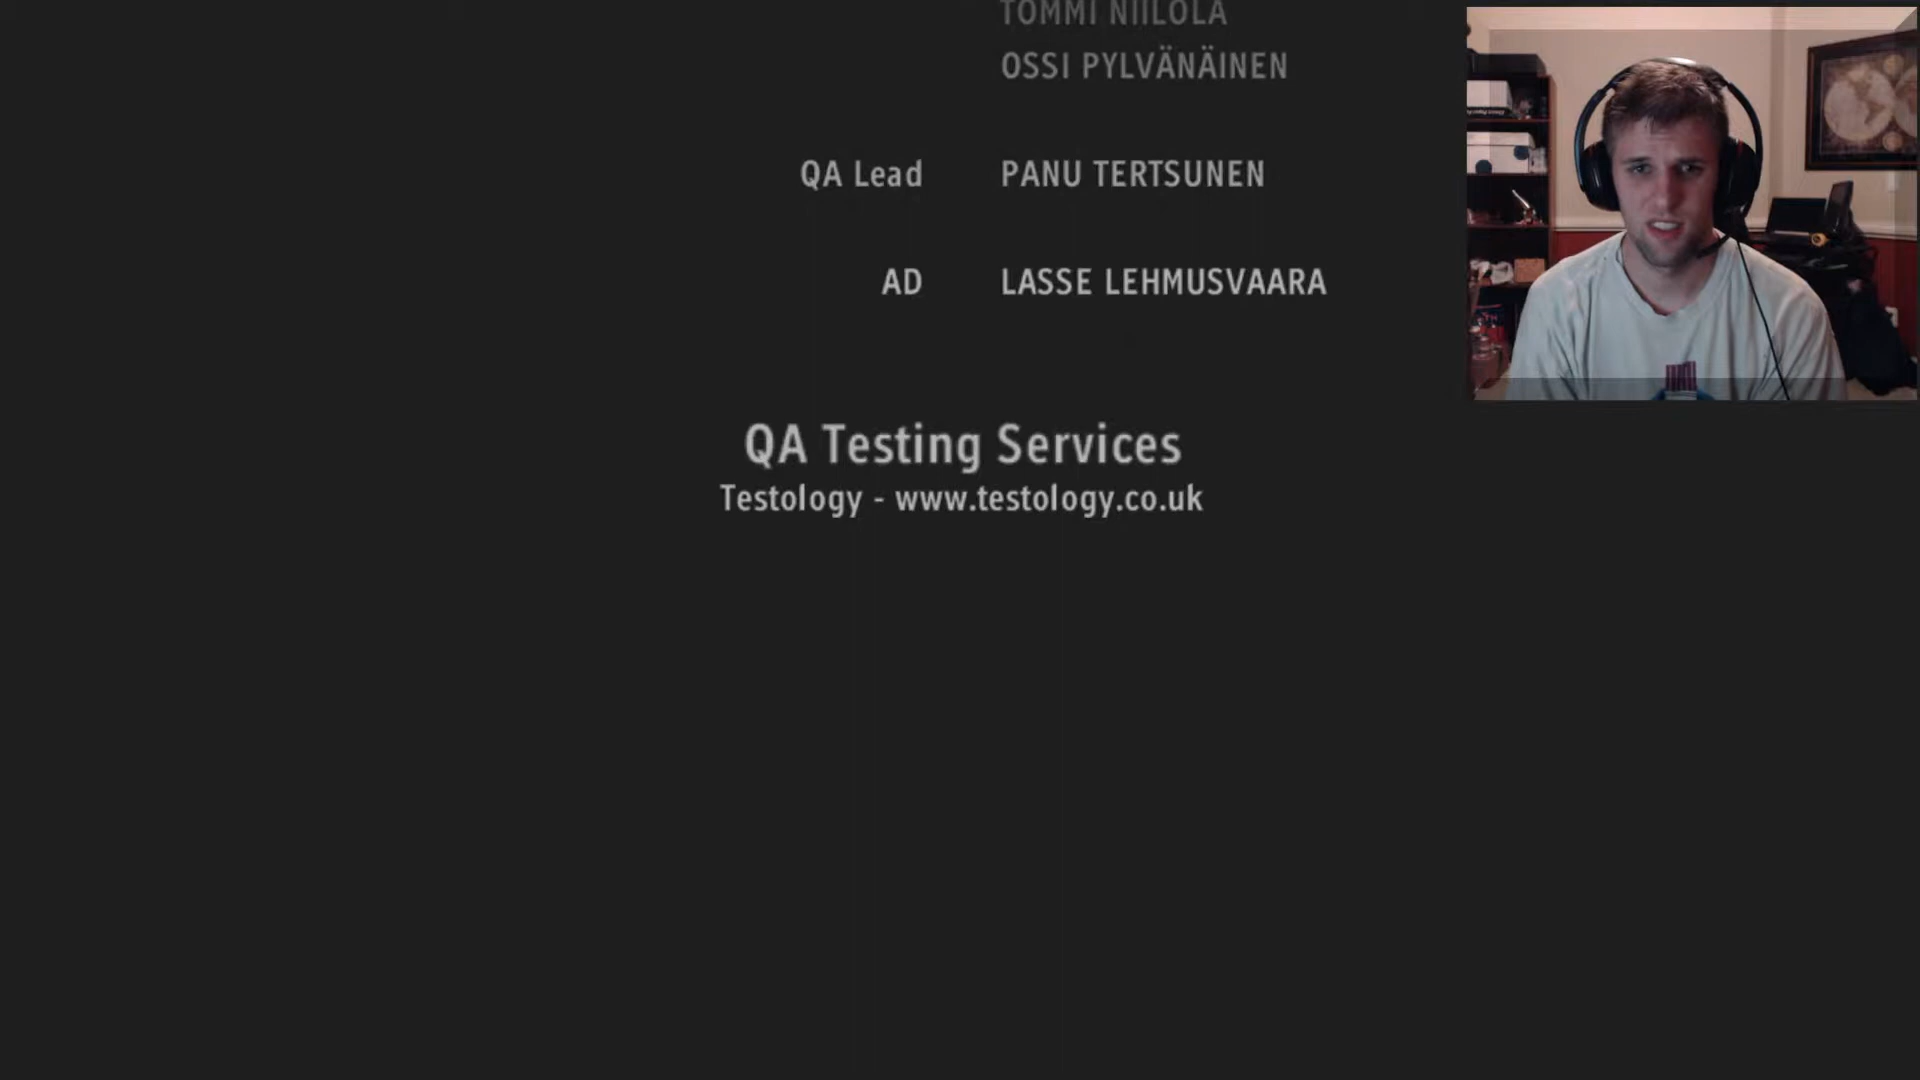 TOMMI NIILOLA
OSSI PYLVÄNÄINEN
QA Lead PANU TERTSUNEN
AD LASSE LEHMUSVAARA
QA Testing Services
Testology - www.testology.co.uk